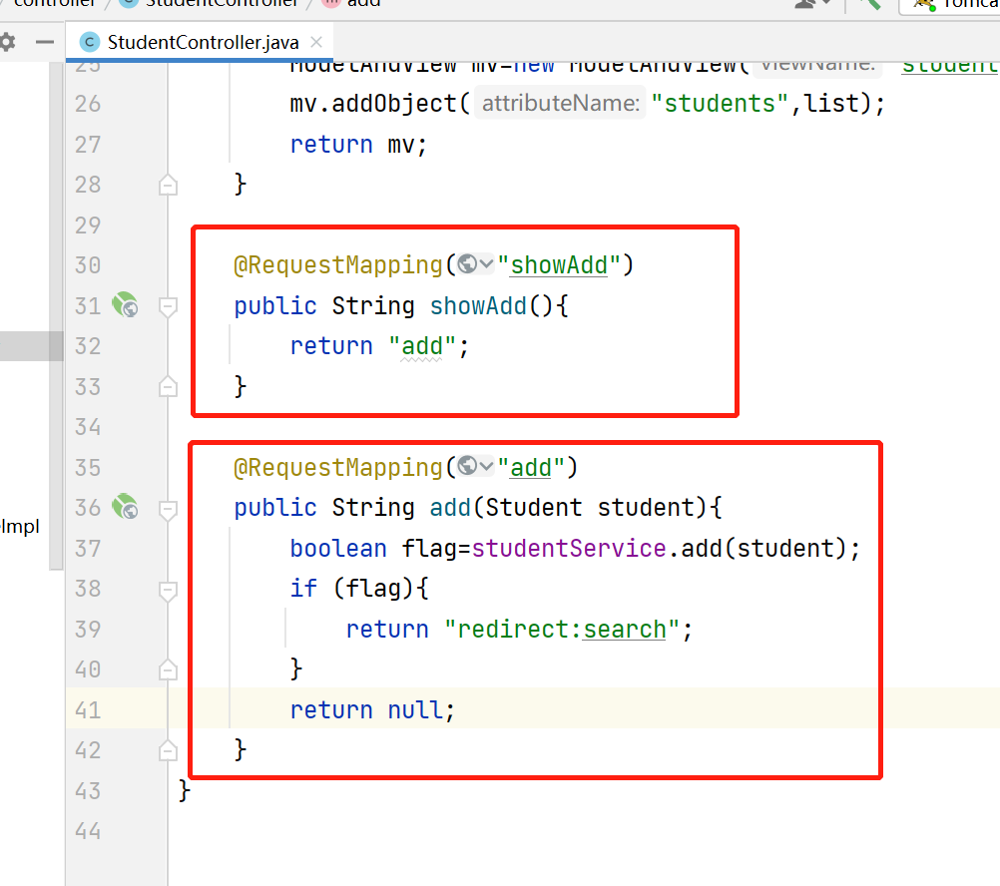 controller StudentController add
Tomca
StudentController.java
25 ModelAndView mv=new ModelAndView( viewName: "student
26 mv.addObject( attributeName: "students",list);
27 return mv;
28 }
29
30 @RequestMapping("showAdd")
31 public String showAdd(){
32 return "add";
33 }
34
35 @RequestMapping("add")
36 public String add(Student student){
eImpl
37 boolean flag=studentService.add(student);
38 if (flag){
39 return "redirect:search";
40 }
41 return null;
42 }
43 }
44